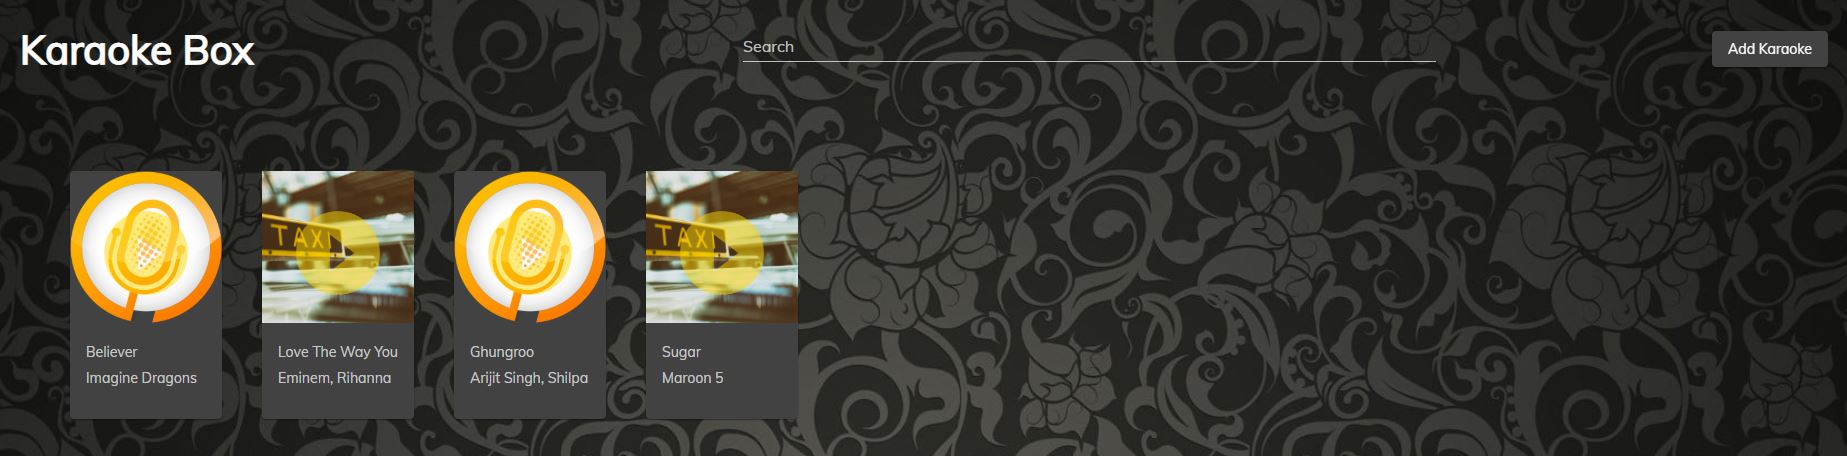 Karaoke Box
Search
Add Karaoke
TAXI
TAXI
Believer
Imagine Dragons
Love The Way You
Eminem, Rihanna
Ghungroo
Arijit Singh, Shilpa
Sugar
Maroon 5